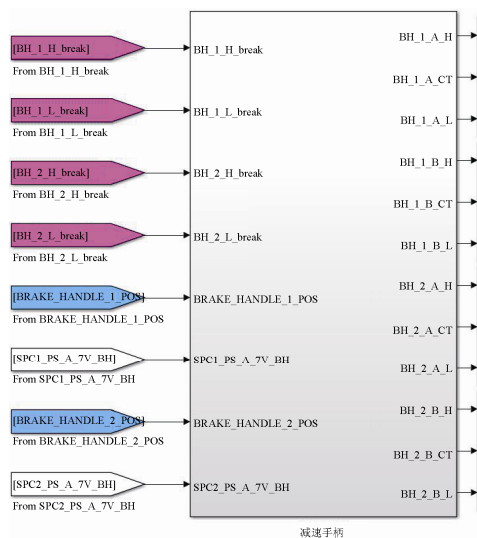 [BH_1_H_break]
From BH_1_H_break
BH_1_H_break
[BH_1_L_break]
From BH_1_L_break
BH_1_L_break
[BH_2_H_break]
From BH_2_H_break
BH_2_H_break
[BH_2_L_break]
From BH_2_L_break
BH_2_L_break
[BRAKE_HANDLE_1_POS]
From BRAKE_HANDLE_1_POS
BRAKE_HANDLE_1_POS
[SPC1_PS_A_7V_BH]
From SPC1_PS_A_7V_BH
SPC1_PS_A_7V_BH
[BRAKE_HANDLE_2_POS]
From BRAKE_HANDLE_2_POS
BRAKE_HANDLE_2_POS
[SPC2_PS_A_7V_BH]
From SPC2_PS_A_7V_BH
SPC2_PS_A_7V_BH
BH_1_A_H
BH_1_A_CT
BH_1_A_L
BH_1_B_H
BH_1_B_CT
BH_1_B_L
BH_2_A_H
BH_2_A_CT
BH_2_A_L
BH_2_B_H
BH_2_B_CT
BH_2_B_L
减速手柄